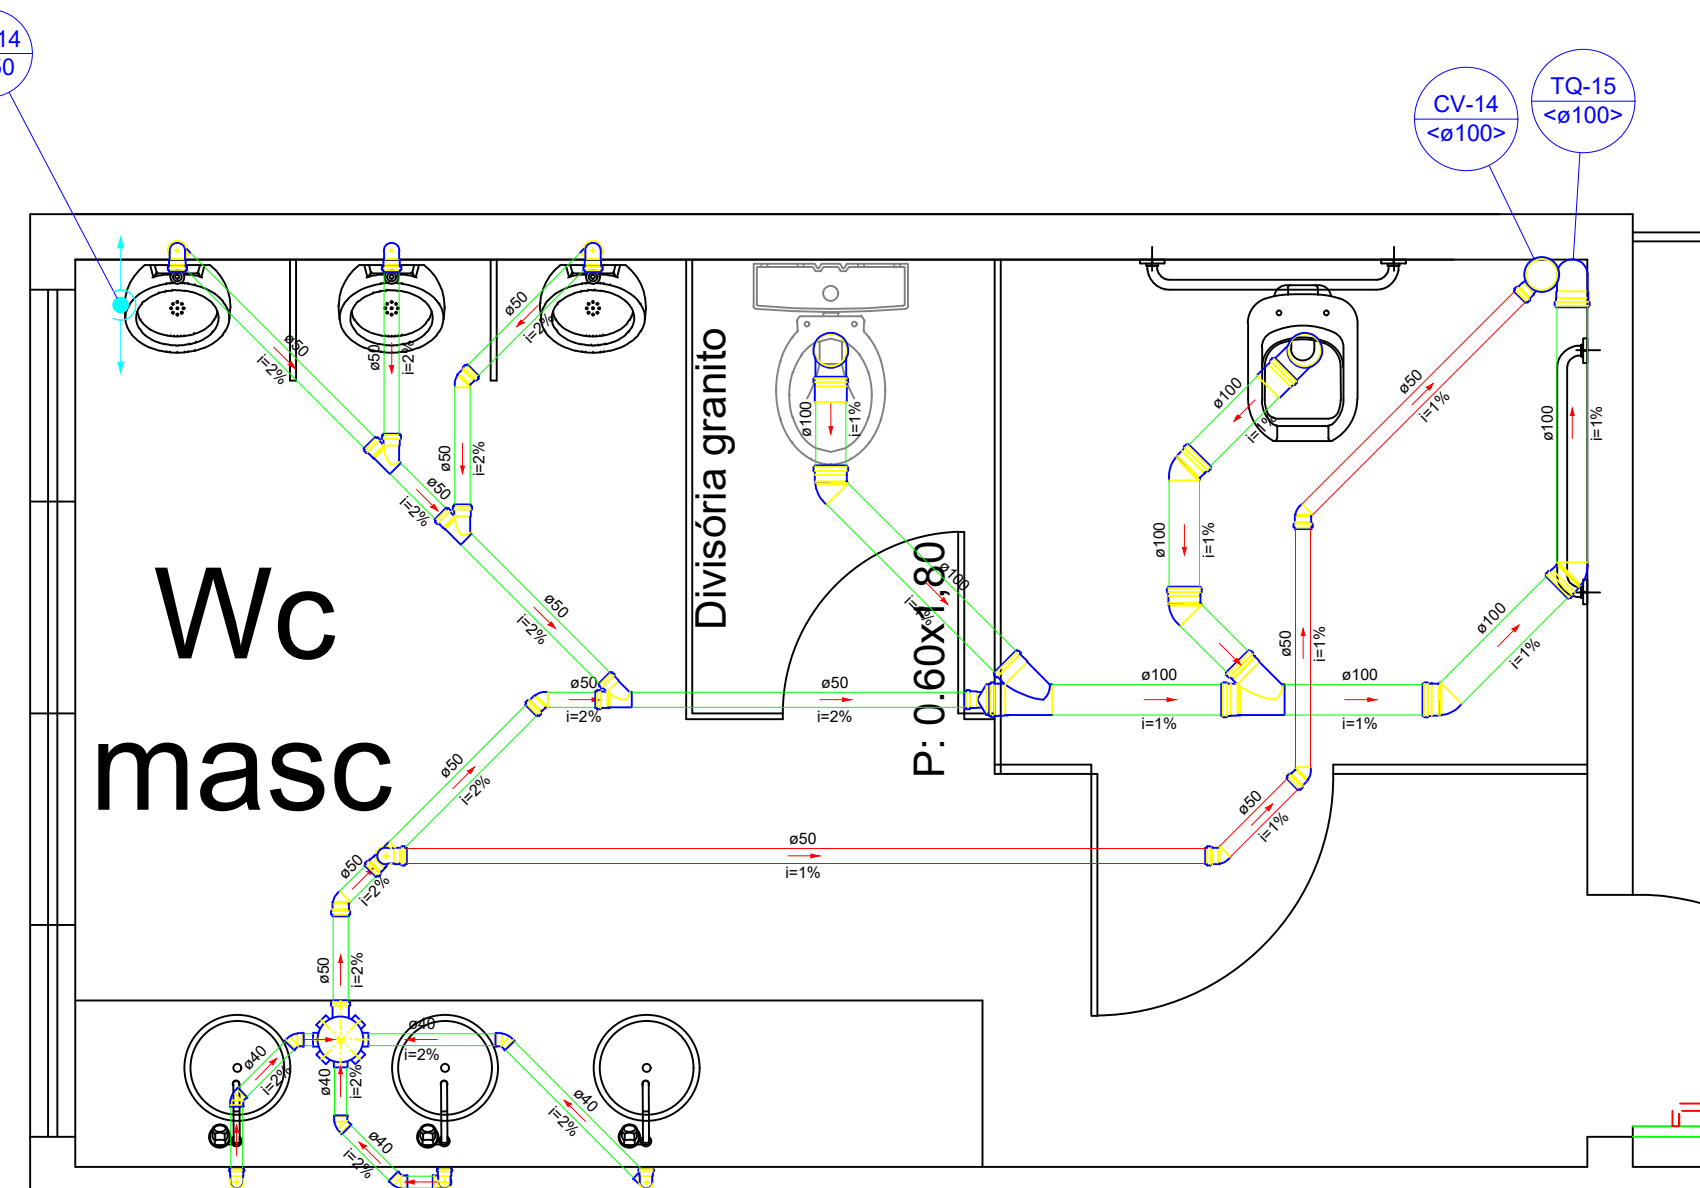 14
50
CV-14
<ø100>
TQ-15
<ø100>
ø50
i=2%
ø50
i=2%
ø50
i=2%
ø50
i=2%
ø50
i=2%
ø50
i=2%
ø50
i=2%
ø50
i=2%
ø50
i=2%
ø50
i=2%
ø50
i=2%
Wc
masc
Divisória granito
P: 0.60x1,80
ø100
i=1%
ø100
i=1%
ø100
i=1%
ø100
i=1%
ø100
i=1%
ø100
i=1%
ø100
i=1%
ø100
i=1%
ø50
i=1%
ø50
i=1%
ø50
i=1%
ø50
i=1%
ø40
i=2%
ø40
i=2%
ø40
i=2%
ø40
i=2%
ø40
i=2%